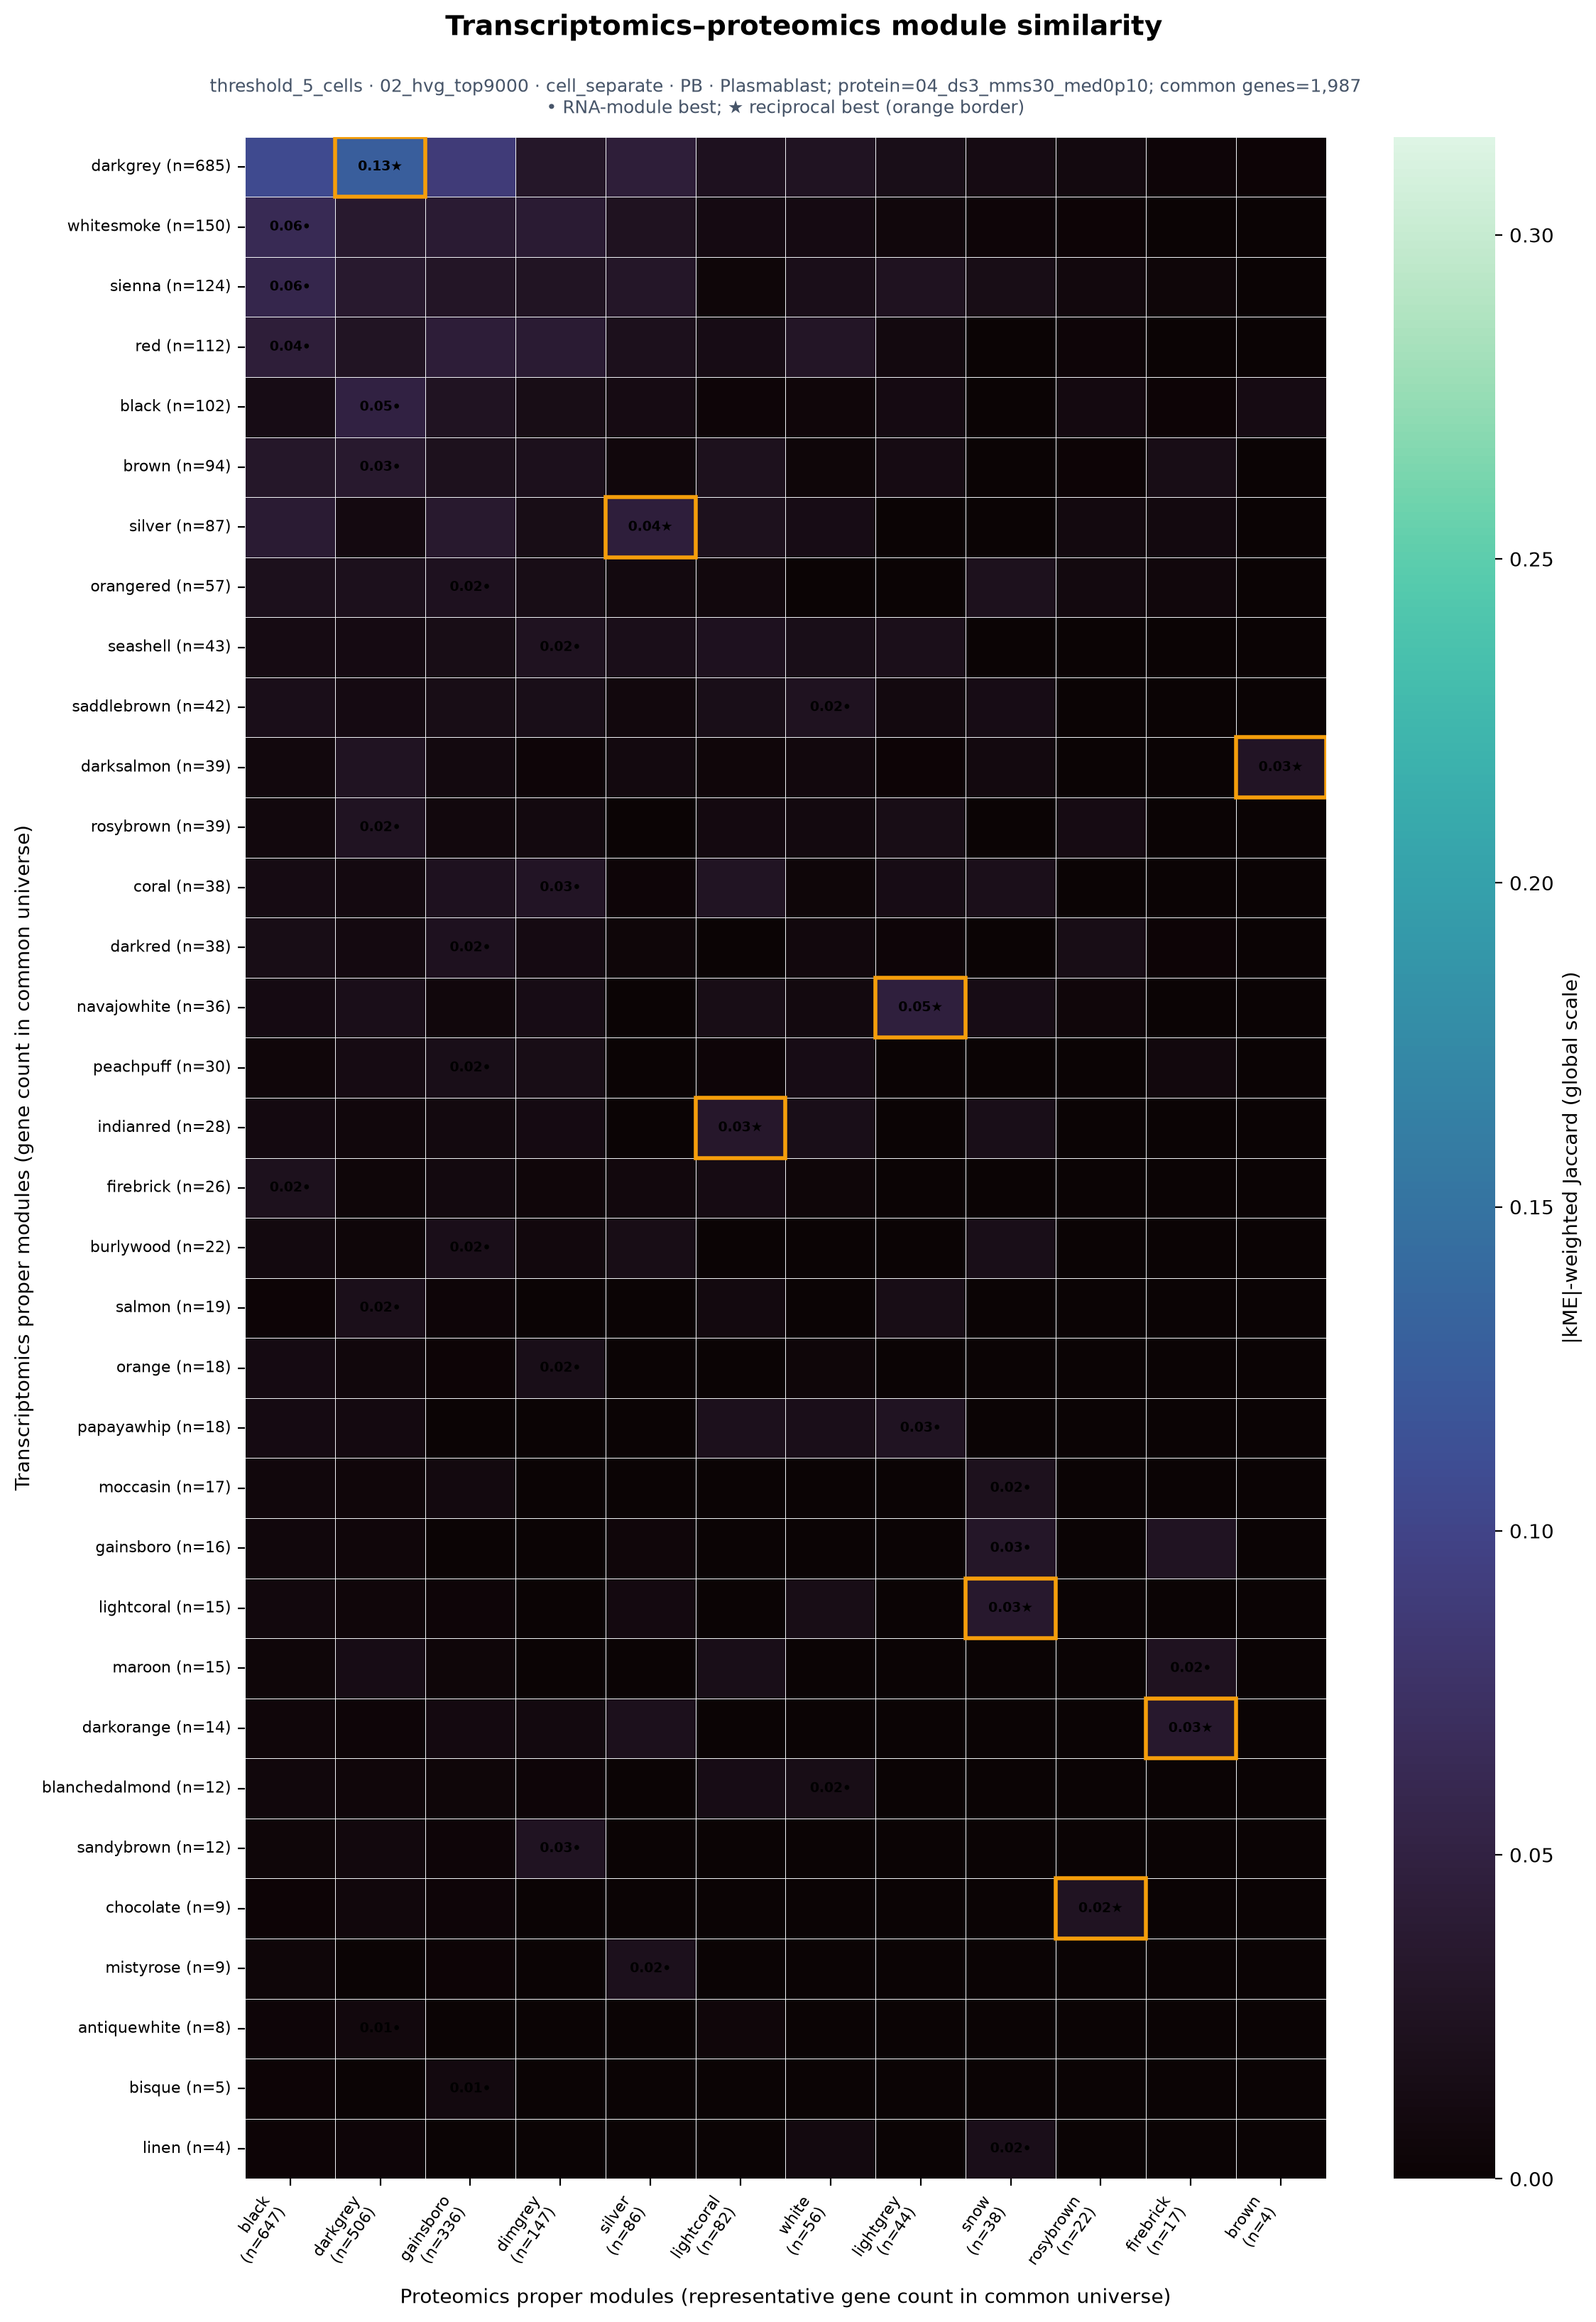 Transcriptomics–proteomics module similarity
threshold_5_cells · 02_hvg_top9000 · cell_separate · PB · Plasmablast; protein=04_ds3_mms30_med0p10; common genes=1,987
• RNA-module best; ★ reciprocal best (orange border)
Transcriptomics proper modules (gene count in common universe)
darkgrey (n=685) 0.13★
whitesmoke (n=150) 0.06•
sienna (n=124) 0.06•
red (n=112) 0.04•
black (n=102) 0.05•
brown (n=94) 0.03•
silver (n=87) 0.04★
orangered (n=57) 0.02•
seashell (n=43) 0.02•
saddlebrown (n=42) 0.02•
darksalmon (n=39) 0.03★
rosybrown (n=39) 0.02•
coral (n=38) 0.03•
darkred (n=38) 0.02•
navajowhite (n=36) 0.05★
peachpuff (n=30) 0.02•
indianred (n=28) 0.03★
firebrick (n=26) 0.02•
burlywood (n=22) 0.02•
salmon (n=19) 0.02•
orange (n=18) 0.02•
papayawhip (n=18) 0.03•
moccasin (n=17) 0.02•
gainsboro (n=16) 0.03•
lightcoral (n=15) 0.03★
maroon (n=15) 0.02•
darkorange (n=14) 0.03★
blanchedalmond (n=12) 0.02•
sandybrown (n=12) 0.03•
chocolate (n=9) 0.02★
mistyrose (n=9) 0.02•
antiquewhite (n=8) 0.01•
bisque (n=5) 0.01•
linen (n=4) 0.02•
black
(n=647)
darkgrey
(n=506)
gainsboro
(n=336)
dimgrey
(n=147)
silver
(n=86)
lightcoral
(n=82)
white
(n=56)
lightgrey
(n=44)
snow
(n=38)
rosybrown
(n=22)
firebrick
(n=17)
brown
(n=4)
Proteomics proper modules (representative gene count in common universe)
0.30
0.25
0.20
0.15
0.10
0.05
0.00
|kME|-weighted Jaccard (global scale)